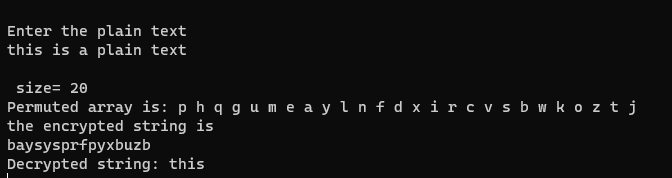 Enter the plain text
this is a plain text
size= 20
Permuted array is: p h q g u m e a y l n f d x i r c v s b w k o z t j
the encrypted string is
baysysprfpyxbuzb
Decrypted string: this